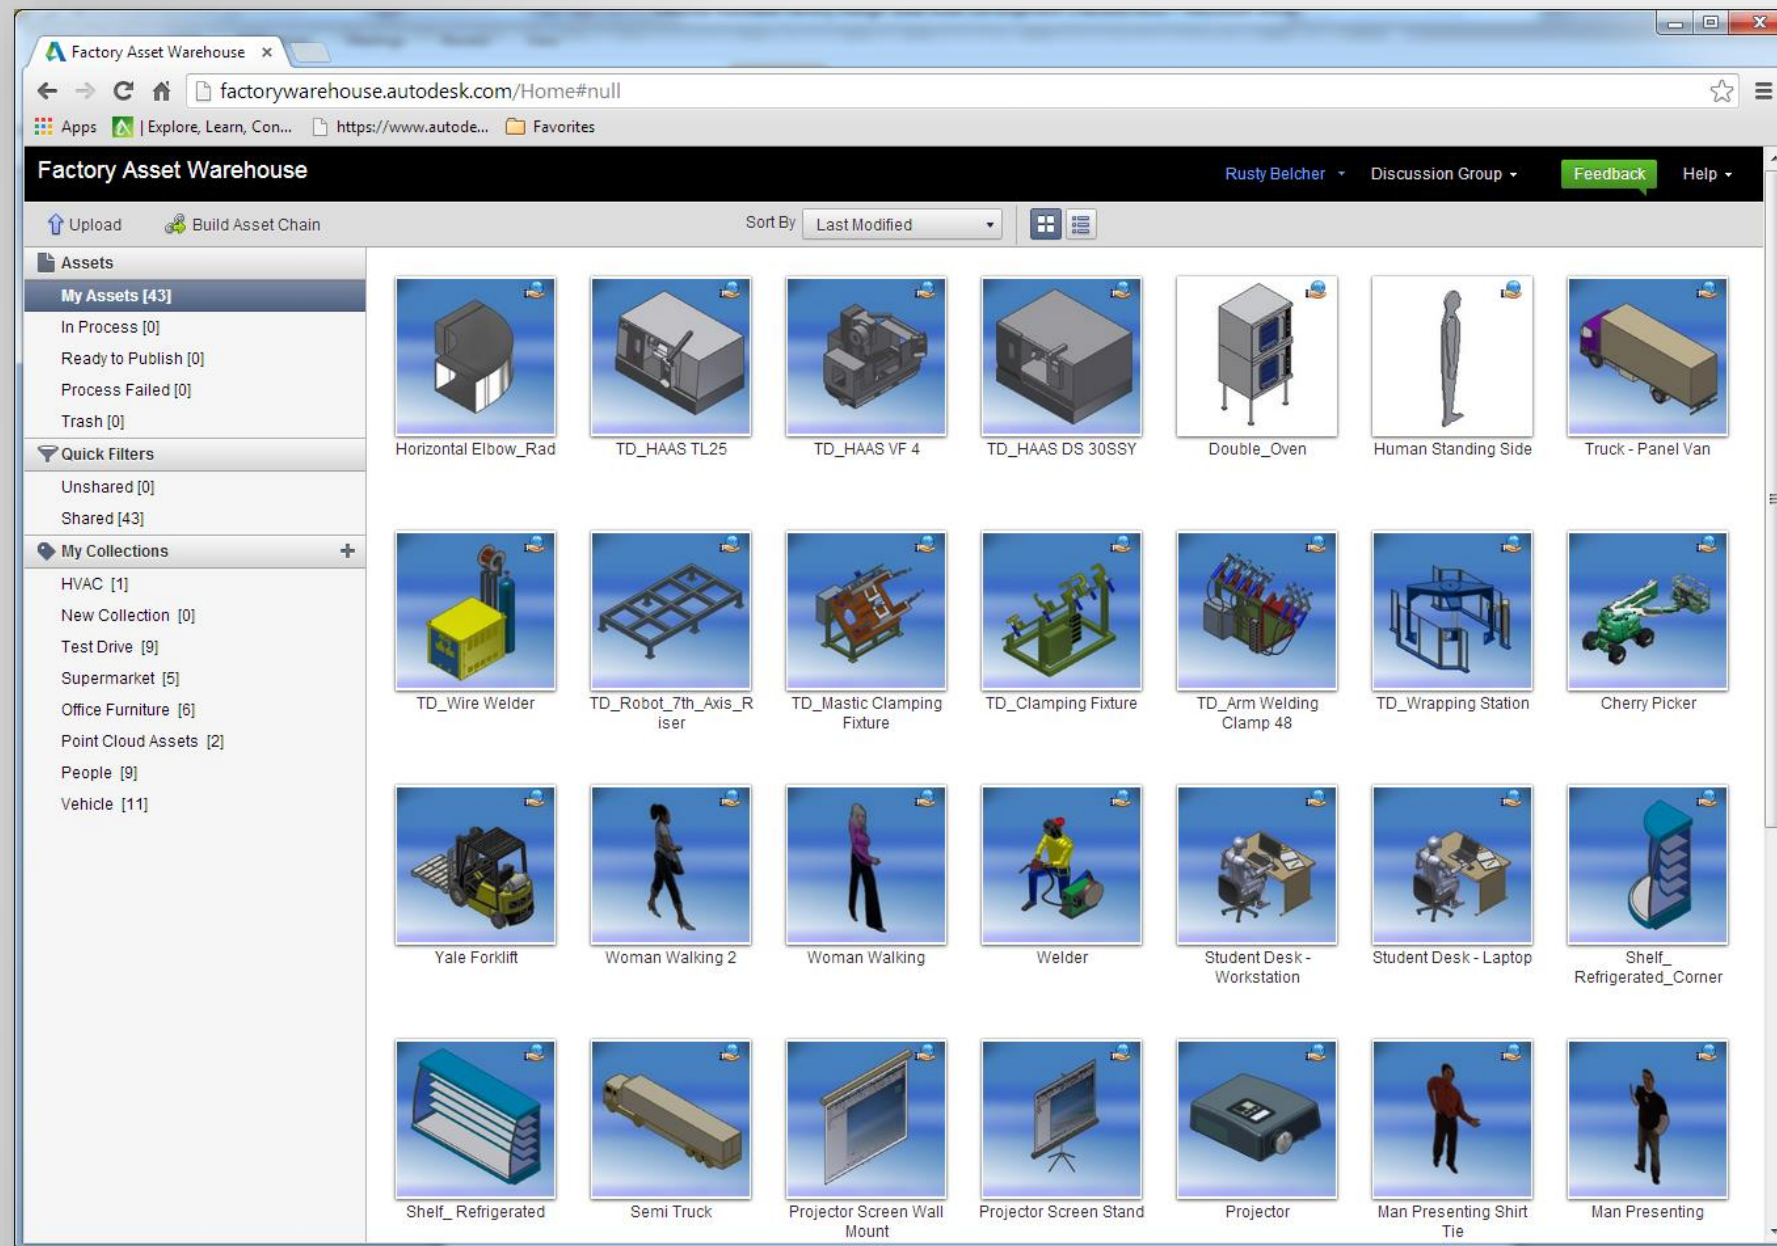 Factory Asset Warehouse
factorywarehouse.autodesk.com/Home#null
Apps | Explore, Learn, Con... https://www.autode... Favorites
Factory Asset Warehouse Rusty Belcher Discussion Group Feedback Help
Upload Build Asset Chain Sort By Last Modified
Assets
My Assets [43]
In Process [0]
Ready to Publish [0]
Process Failed [0]
Trash [0]
Quick Filters
Unshared [0]
Shared [43]
My Collections +
HVAC [1]
New Collection [0]
Test Drive [9]
Supermarket [5]
Office Furniture [6]
Point Cloud Assets [2]
People [9]
Vehicle [11]
Horizontal Elbow_Rad
TD_HAAS TL25
TD_HAAS VF 4
TD_HAAS DS 30SSY
Double_Oven
Human Standing Side
Truck - Panel Van
TD_Wire Welder
TD_Robot_7th_Axis_R
iser
TD_Mastic Clamping
Fixture
TD_Clamping Fixture
TD_Arm Welding
Clamp 48
TD_Wrapping Station
Cherry Picker
Yale Forklift
Woman Walking 2
Woman Walking
Welder
Student Desk -
Workstation
Student Desk - Laptop
Shelf_
Refrigerated_Corner
Shelf_ Refrigerated
Semi Truck
Projector Screen Wall
Mount
Projector Screen Stand
Projector
Man Presenting Shirt
Tie
Man Presenting